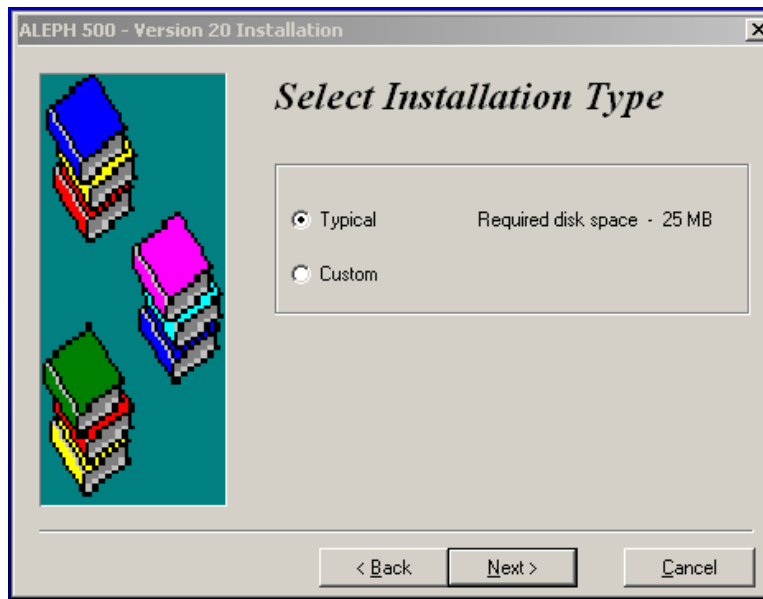 ALEPH 500 - Version 20 Installation
Select Installation Type
Typical Required disk space - 25 MB
Custom
< Back Next > Cancel